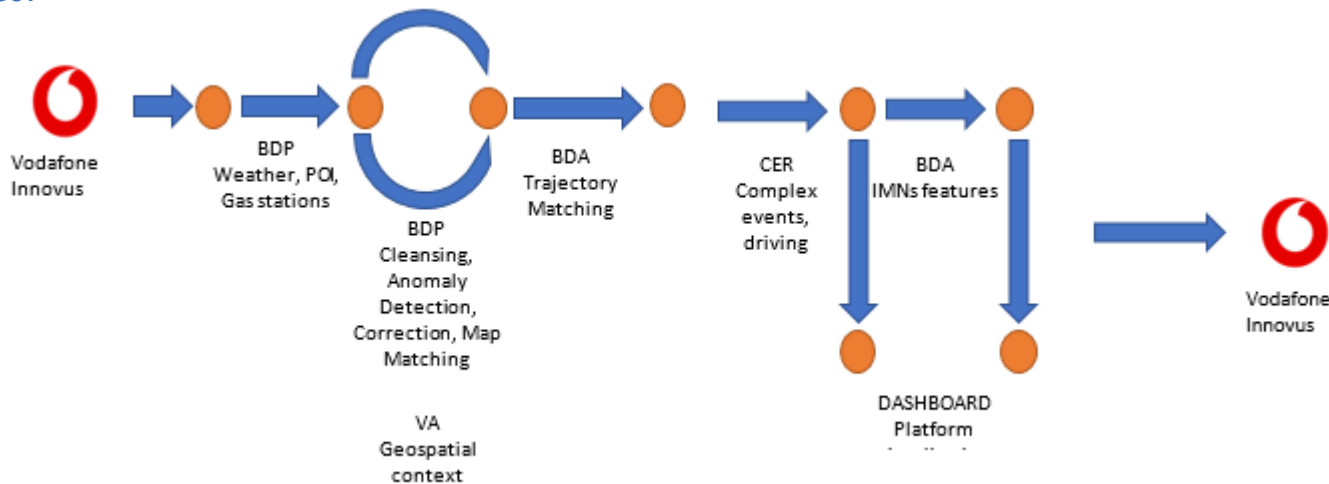 Vodafone
Innovus
BDP
Weather, POI,
Gas stations
BDP
Cleansing,
Anomaly
Detection,
Correction, Map
Matching
VA
Geospatial
context
BDA
Trajectory
Matching
CER
Complex
events,
driving
BDA
IMNs features
DASHBOARD
Platform
Vodafone
Innovus